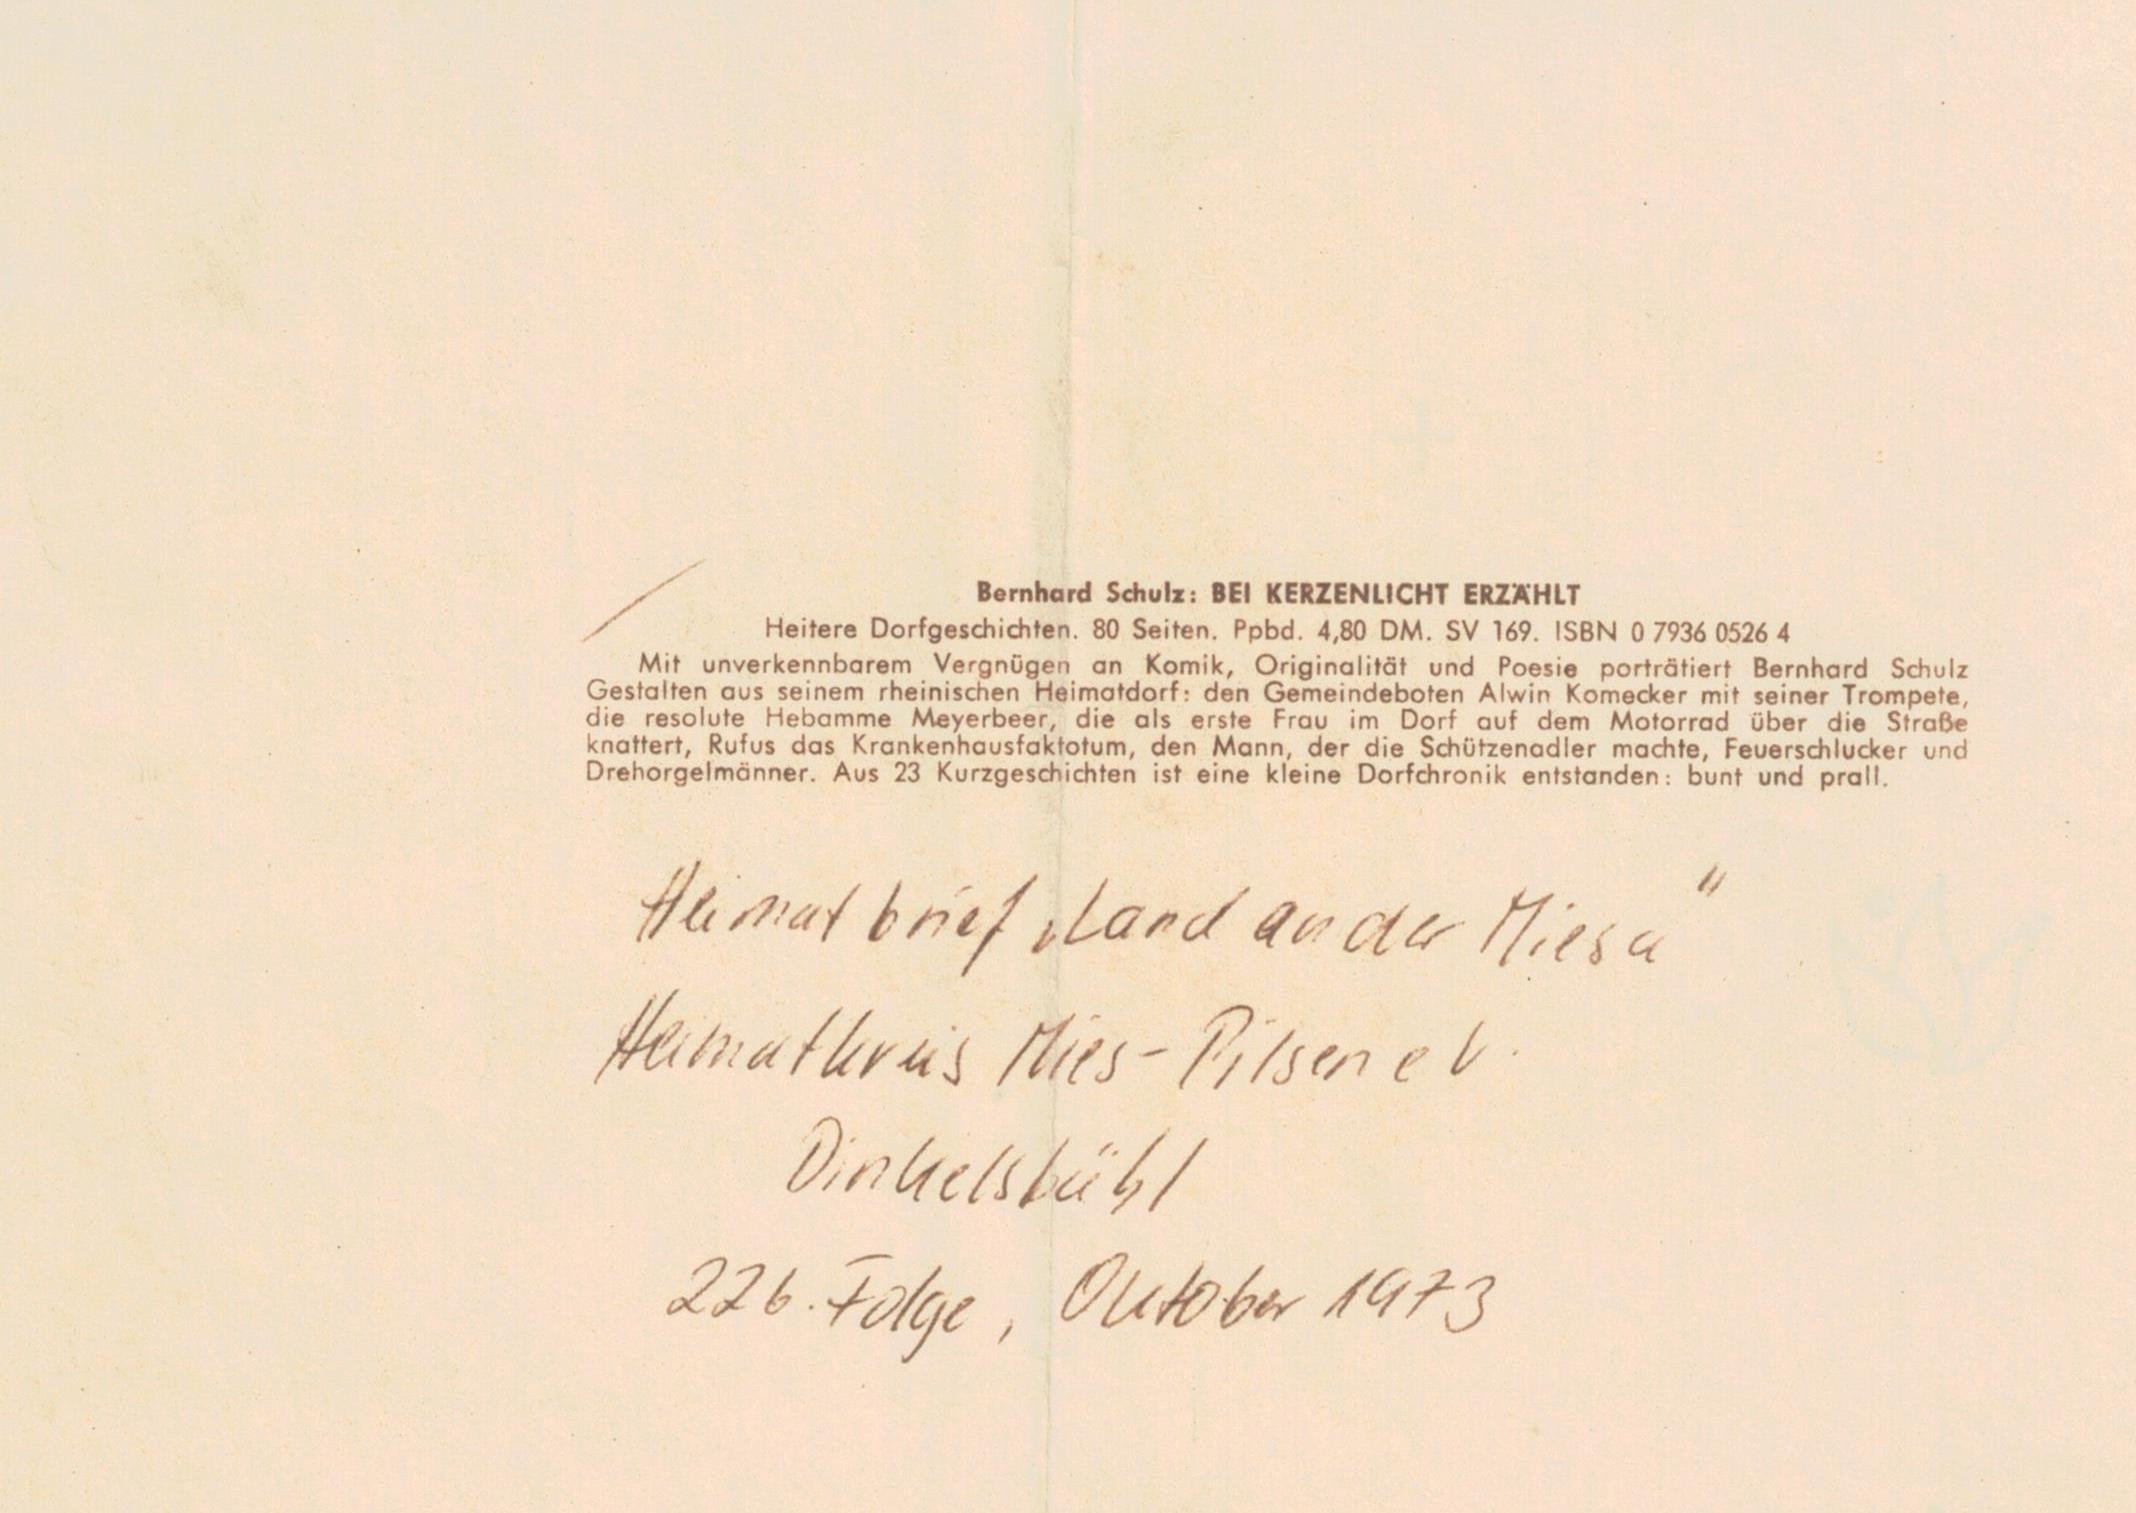 Bernhard Schulz: BEI KERZENLICHT ERZÄHLT
Heitere Dorfgeschichten. 80 Seiten. Ppbd. 4,80 DM. SV 169. ISBN 0 7936 0526 4
Mit unverkennbarem Vergnügen an Komik, Originalität und Poesie porträtiert Bernhard Schulz
Gestalten aus seinem rheinischen Heimatdorf: den Gemeindeboten Alwin Komecker mit seiner Trompete,
die resolute Hebamme Meyerbeer, die als erste Frau im Dorf auf dem Motorrad über die Straße
knattert, Rufus das Krankenhausfaktotum, den Mann, der die Schützenadler machte, Feuerschlucker und
Drehorgelmänner. Aus 23 Kurzgeschichten ist eine kleine Dorfchronik entstanden: bunt und prall.
Heimatbrief „Land an der Miesa"
Heimatkreis Mies-Pilsen e V.
Dinkelsbühl
226. Folge, Oktober 1973